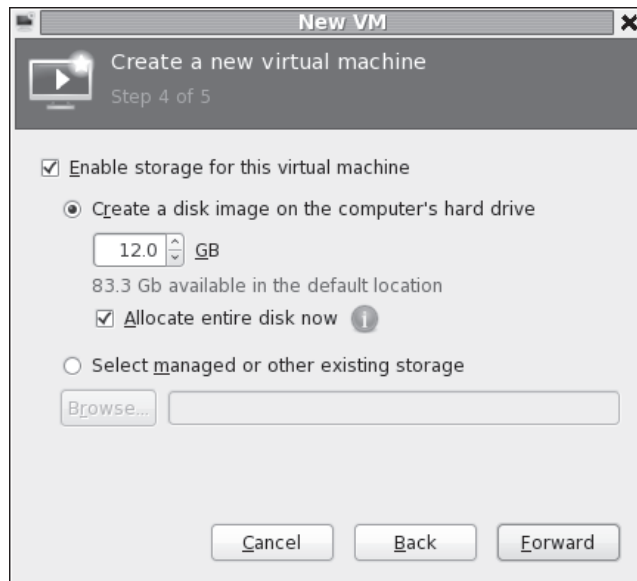 New VM
Create a new virtual machine
Step 4 of 5
Enable storage for this virtual machine
Create a disk image on the computer's hard drive
12.0 GB
83.3 Gb available in the default location
Allocate entire disk now
Select managed or other existing storage
Browse...
Cancel Back Forward